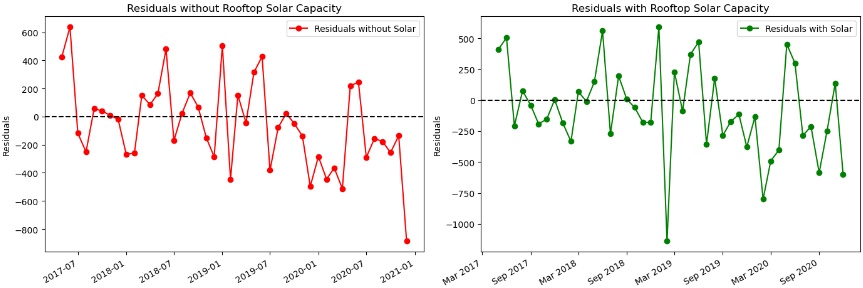 Residuals without Rooftop Solar Capacity
Residuals without Solar
Residuals
600
400
200
0
−200
−400
−600
−800
2017-07
2018-01
2018-07
2019-01
2019-07
2020-01
2020-07
2021-01
Residuals with Rooftop Solar Capacity
Residuals with Solar
Residuals
500
250
0
−250
−500
−750
−1000
Mar 2017
Sep 2017
Mar 2018
Sep 2018
Mar 2019
Sep 2019
Mar 2020
Sep 2020